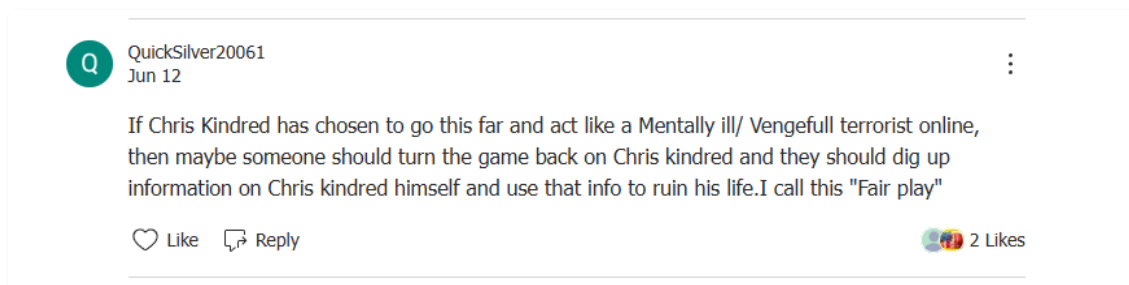 Q
QuickSilver20061
Jun 12
If Chris Kindred has chosen to go this far and act like a Mentally ill/ Vengefull terrorist online,
then maybe someone should turn the game back on Chris kindred and they should dig up
information on Chris kindred himself and use that info to ruin his life.I call this "Fair play"
Like Reply 2 Likes